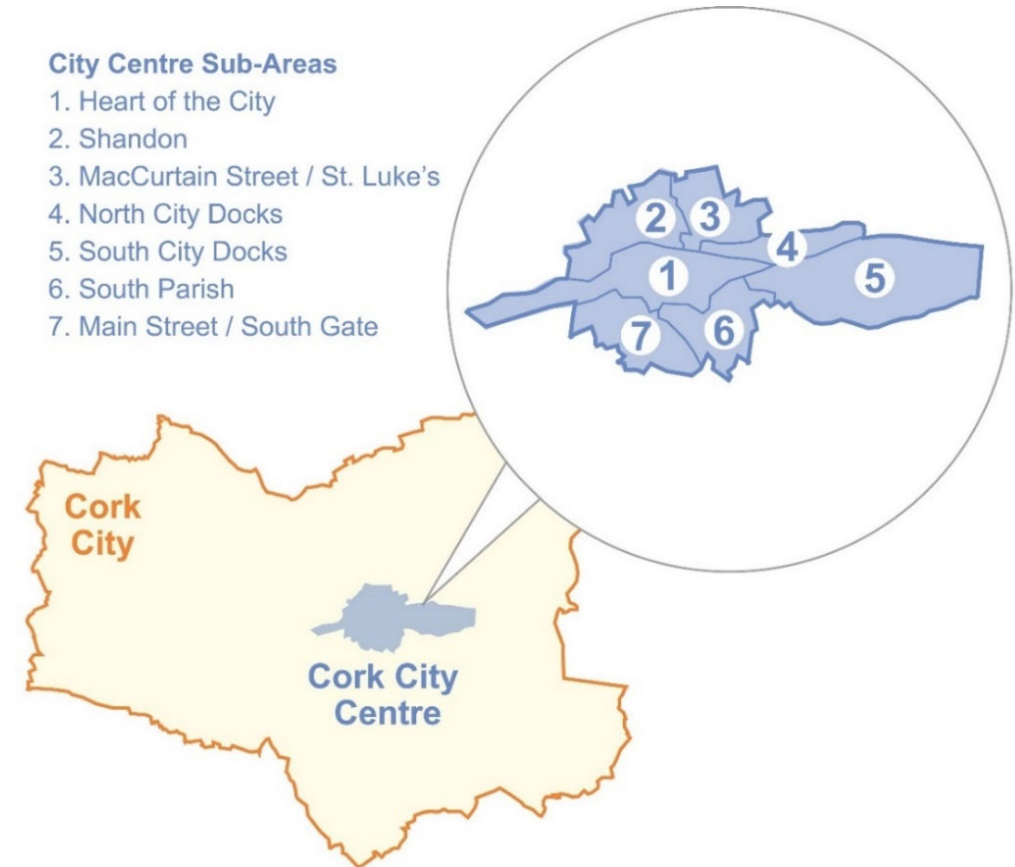 City Centre Sub-Areas
1. Heart of the City
2. Shandon
3. MacCurtain Street / St. Luke's
4. North City Docks
5. South City Docks
6. South Parish
7. Main Street / South Gate
2
3
4
1
5
7
6
Cork
City
Cork City
Centre